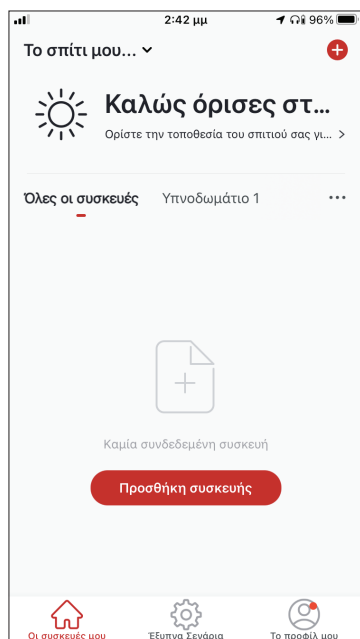 2:42 μμ
96%
Το σπίτι μου...
Καλώς όρισες στ...
Ορίστε την τοποθεσία του σπιτιού σας γι... >
Όλες οι συσκευές Υπνοδωμάτιο 1 ...
Καμία συνδεδεμένη συσκευή
Προσθήκη συσκευής
Οι συσκευές μου Έξυπνα Σενάρια Το προφίλ μου